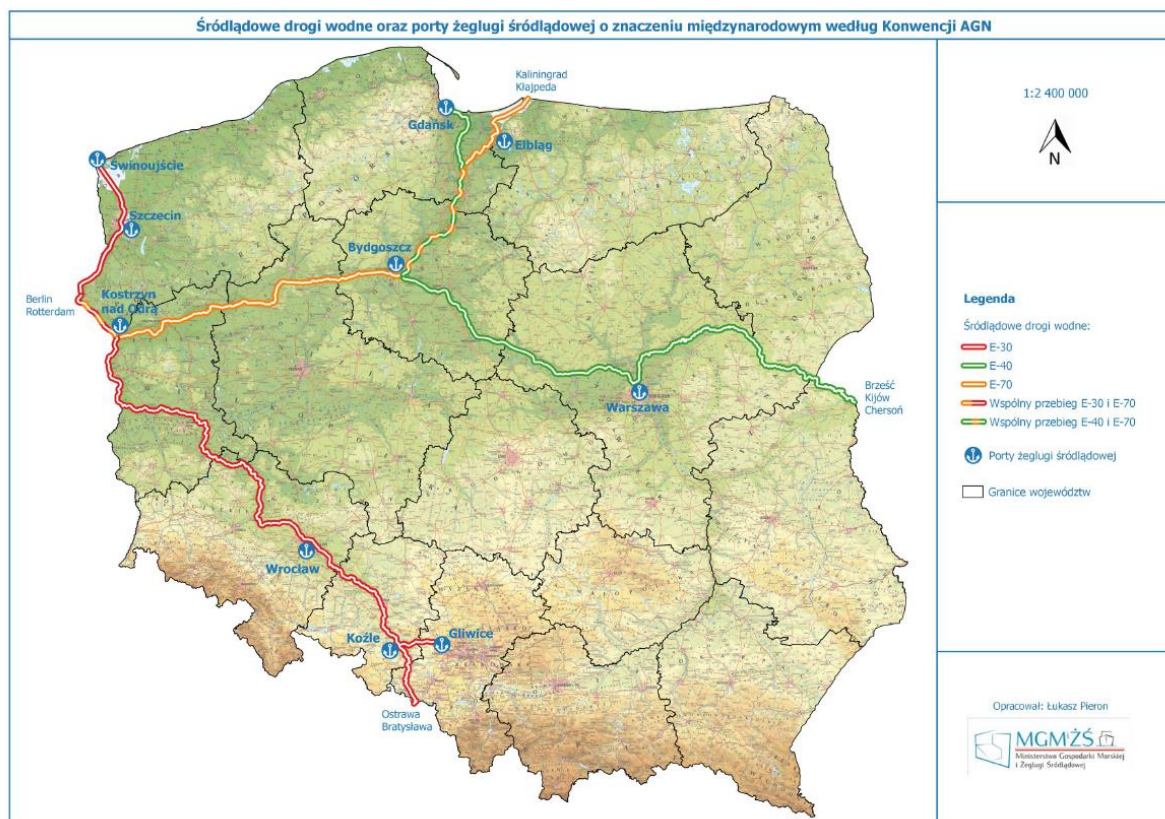 Śródlądowe drogi wodne oraz porty żeglugi śródlądowej o znaczeniu międzynarodowym według Konwencji AGN
Kaliningrad
Kłajpeda
Gdańsk
Elbląg
Świnoujście
Szczecin
Bydgoszcz
Berlin
Rotterdam
Kostrzyn
nad Odrą
Warszawa
Brześć
Kijów
Chersoń
Wrocław
Koźle
Gliwice
Ostrawa
Bratysława
1:2 400 000
N
Legenda
Śródlądowe drogi wodne:
E-30
E-40
E-70
Wspólny przebieg E-30 i E-70
Wspólny przebieg E-40 i E-70
Porty żeglugi śródlądowej
Granice województw
Opracował: Łukasz Pieron
MGMŻŚ
Ministerstwo Gospodarki Morskiej
i Żeglugi Śródlądowej